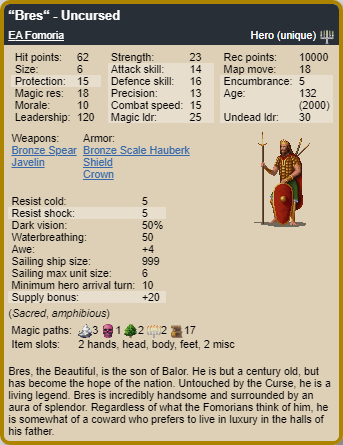 "Bres" - Uncursed
EA Fomoria Hero (unique)
Hit points: 62 Strength: 23 Rec points: 10000
Size: 6 Attack skill: 14 Map move: 18
Protection: 15 Defence skill: 16 Encumbrance: 5
Magic res: 18 Precision: 13 Age: 132
Morale: 10 Combat speed: 15 (2000)
Leadership: 120 Magic ldr: 25 Undead ldr: 30
Weapons: Armor:
Bronze Spear Bronze Scale Hauberk
Javelin Shield
Crown
Resist cold: 5
Resist shock: 5
Dark vision: 50%
Waterbreathing: 50
Awe: +4
Sailing ship size: 999
Sailing max unit size: 6
Minimum hero arrival turn: 10
Supply bonus: +20
(Sacred, amphibious)
Magic paths: 3 1 2 2 17
Item slots: 2 hands, head, body, feet, 2 misc
Bres, the Beautiful, is the son of Balor. He is but a century old, but
has become the hope of the nation. Untouched by the Curse, he is a
living legend. Bres is incredibly handsome and surrounded by an
aura of splendor. Regardless of what the Fomorians think of him, he
is somewhat of a coward who prefers to live in luxury in the halls of
his father.